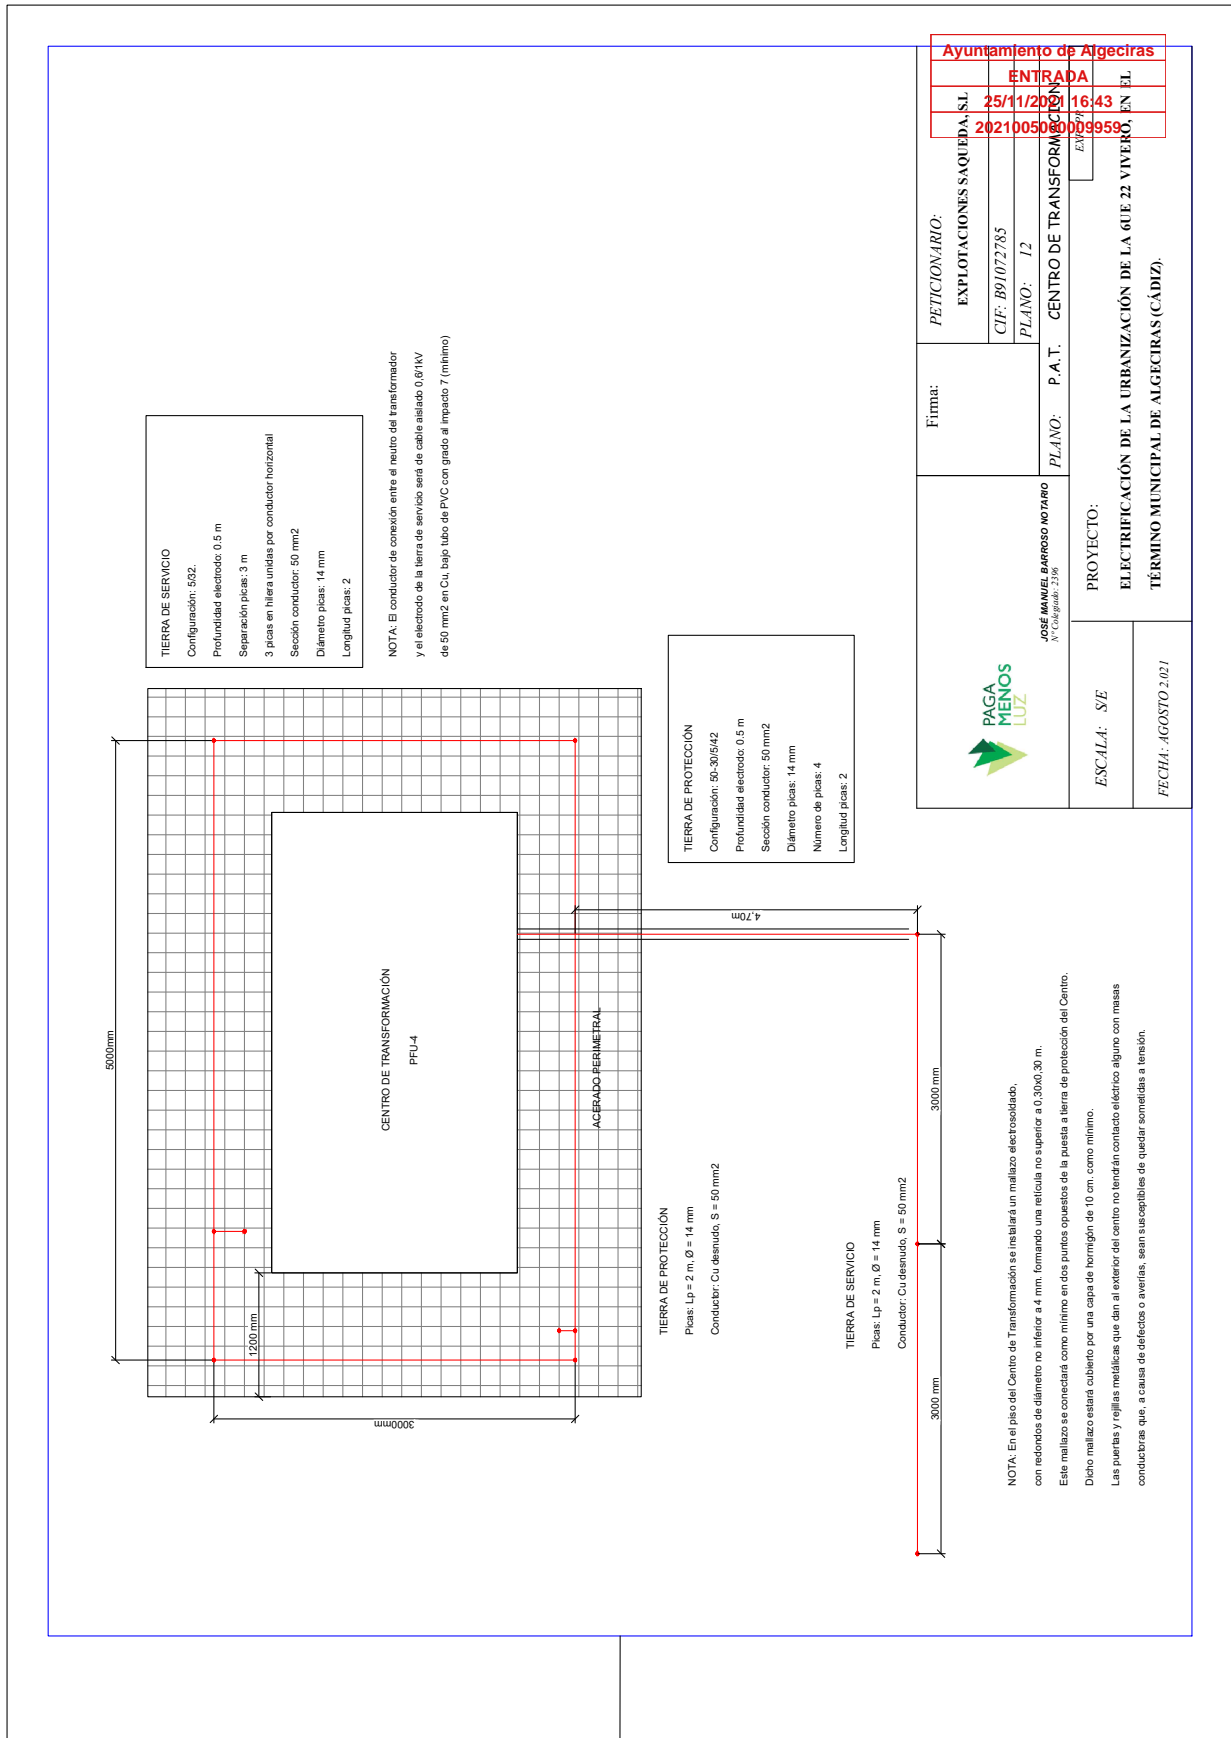 Ayuntamiento de Algeciras
ENTRADA
25/11/2021 16:43
2021005000009959
TIERRA DE SERVICIO
Configuración: 5/32.
Profundidad electrodo: 0.5 m
Separación picas: 3 m
3 picas en hilera unidas por conductor horizontal
Sección conductor: 50 mm2
Diámetro picas: 14 mm
Longitud picas: 2
NOTA: El conductor de conexión entre el neutro del transformador
y el electrodo de la tierra de servicio será de cable aislado 0,6/1kV
de 50 mm2 en Cu, bajo tubo de PVC con grado al impacto 7 (mínimo)
5000mm
CENTRO DE TRANSFORMACIÓN
PFU-4
ACERADO PERIMETRAL
1200 mm
3000mm
TIERRA DE PROTECCIÓN
Configuración: 50-30/5/42
Profundidad electrodo: 0.5 m
Sección conductor: 50 mm2
Diámetro picas: 14 mm
Número de picas: 4
Longitud picas: 2
4,70m
TIERRA DE PROTECCIÓN
Picas: Lp = 2 m, Ø = 14 mm
Conductor: Cu desnudo, S = 50 mm2
TIERRA DE SERVICIO
Picas: Lp = 2 m, Ø = 14 mm
Conductor: Cu desnudo, S = 50 mm2
3000 mm
3000 mm
NOTA: En el piso del Centro de Transformación se instalará un mallazo electrosoldado,
con redondos de diámetro no inferior a 4 mm. formando una retícula no superior a 0,30x0,30 m.
Este mallazo se conectará como mínimo en dos puntos opuestos de la puesta a tierra de protección del Centro.
Dicho mallazo estará cubierto por una capa de hormigón de 10 cm. como mínimo.
Las puertas y rejillas metálicas que dan al exterior del centro no tendrán contacto eléctrico alguno con masas
conductoras que, a causa de defectos o averías, sean susceptibles de quedar sometidas a tensión.
PAGA
MENOS
LUZ
JOSÉ MANUEL BARROSO NOTARIO
Nº Colegiado: 2396
Firma:
PETICIONARIO:
EXPLOTACIONES SAQUEDA, S.L
CIF: B91072785
PLANO: 12
PLANO: P.A.T. CENTRO DE TRANSFORMACIÓN
ESCALA: S/E
FECHA: AGOSTO 2.021
PROYECTO:
ELECTRIFICACIÓN DE LA URBANIZACIÓN DE LA 6UE 22 VIVERO, EN EL
TÉRMINO MUNICIPAL DE ALGECIRAS (CÁDIZ).